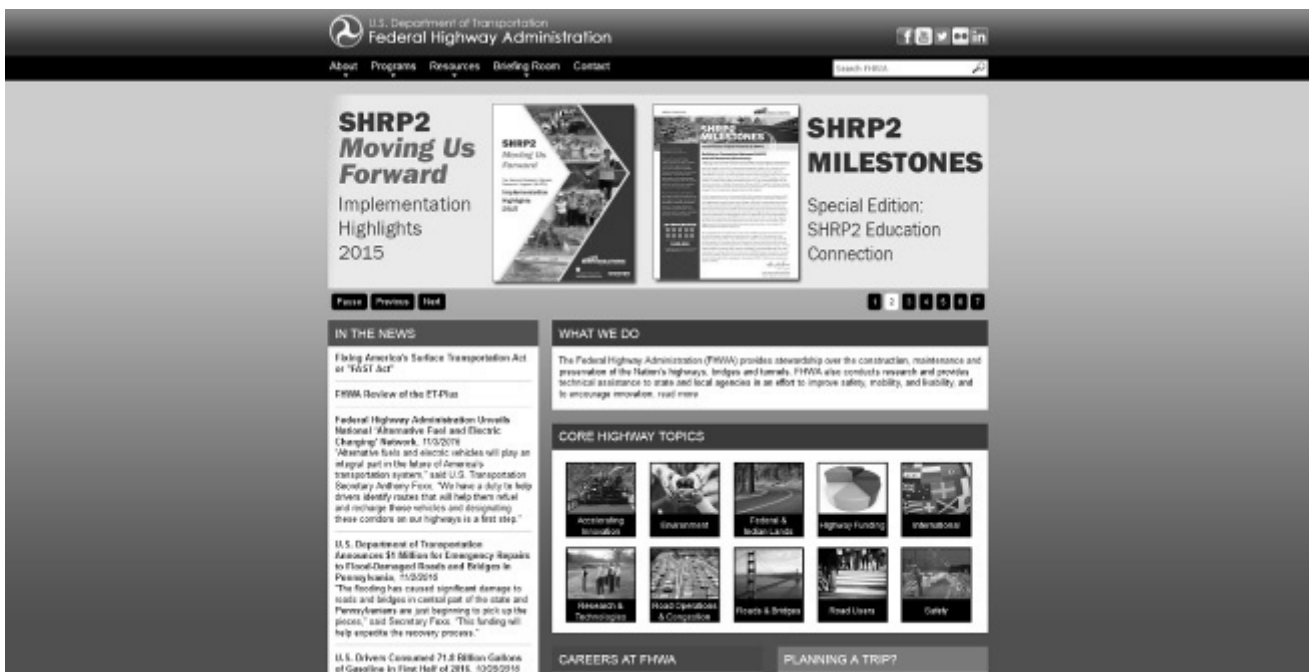 U.S. Department of Transportation
Federal Highway Administration
About Programs Resources Briefing Room Contact
Search FHWA
SHRP2
Moving Us
Forward
Implementation
Highlights
2015
SHRP2
Moving Us
Forward
Implementation
Highlights
2015
SHRP2
MILESTONES
SHRP2
MILESTONES
Special Edition:
SHRP2 Education
Connection
Pause Previous Next
1 2 3 4 5 6 7
IN THE NEWS
Fixing America's Surface Transportation Act
or "FAST Act"
FHWA Review of the ET-Plus
Federal Highway Administration Unveils
National 'Alternative Fuel and Electric
Charging' Network, 11/3/2016
"Alternative fuels and electric vehicles will play an
integral part in the future of America's
transportation system," said U.S. Transportation
Secretary Anthony Foxx. "We have a duty to help
drivers identify routes that will help them refuel
and recharge those vehicles and designating
these corridors on our highways is a first step."
U.S. Department of Transportation
Announces $1 Million for Emergency Repairs
to Flood-Damaged Roads and Bridges in
Pennsylvania, 11/2/2016
"The flooding has caused significant damage to
roads and bridges in central part of the state and
Pennsylvanians are just beginning to pick up the
pieces," said Secretary Foxx. "This funding will
help expedite the recovery process."
U.S. Drivers Consumed 71.8 Billion Gallons
of Gasoline in First Half of 2016,
WHAT WE DO
The Federal Highway Administration (FHWA) provides stewardship over the construction, maintenance and
preservation of the Nation's highways, bridges and tunnels. FHWA also conducts research and provides
technical assistance to state and local agencies in an effort to improve safety, mobility, and livability, and
to encourage innovation. read more
CORE HIGHWAY TOPICS
Accelerating
Innovation
Environment
Federal &
Indian Lands
Highway Funding
International
Research &
Technologies
Road Operations
& Congestion
Roads & Bridges
Road Users
Safety
CAREERS AT FHWA
PLANNING A TRIP?